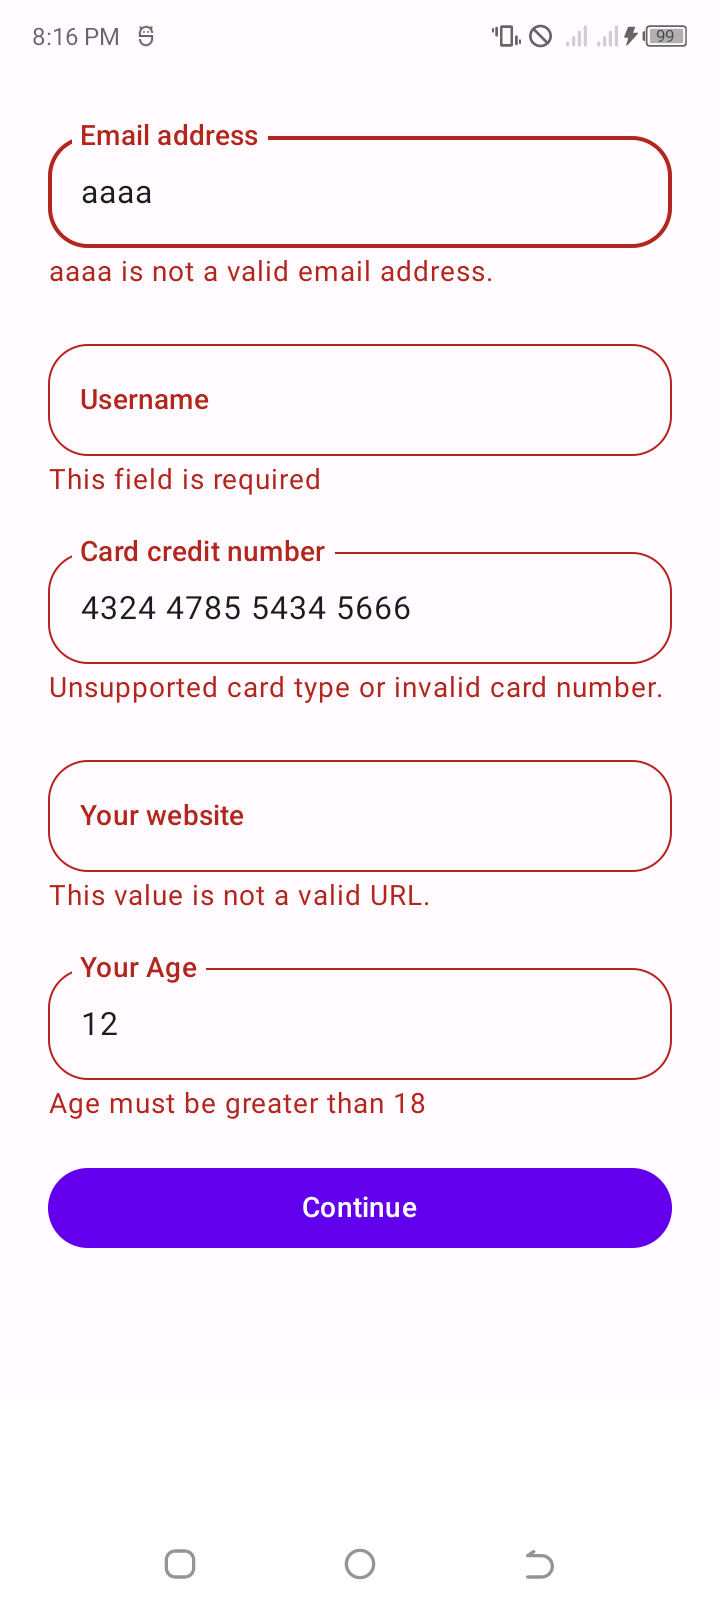 8:16 PM
99
Email address
aaaa
aaaa is not a valid email address.
Username
This field is required
Card credit number
4324 4785 5434 5666
Unsupported card type or invalid card number.
Your website
This value is not a valid URL.
Your Age
12
Age must be greater than 18
Continue